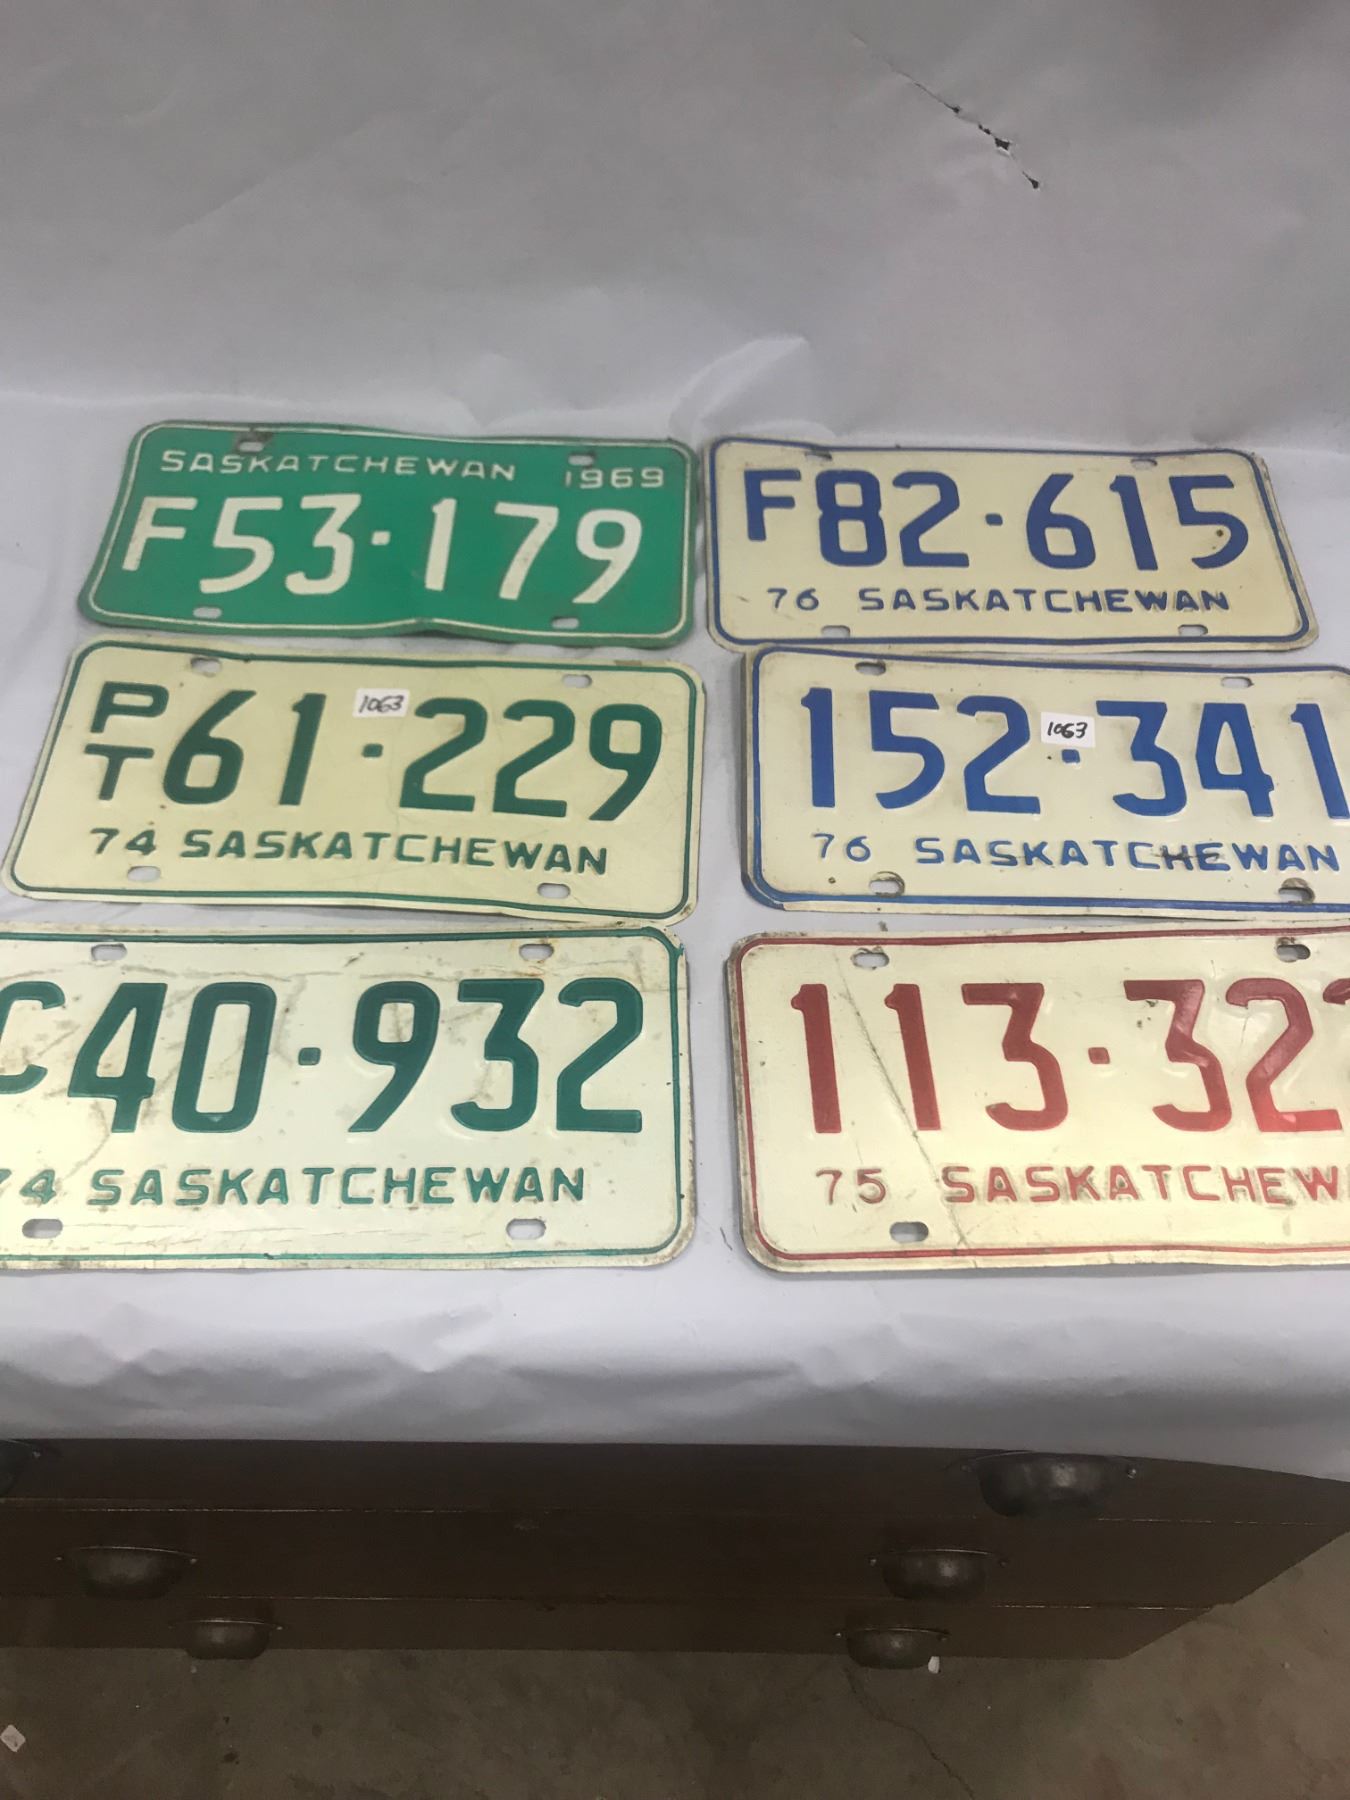 SASKATCHEWAN 1969
F53·179
F82·615
76 SASKATCHEWAN
PT 61·229
1063
74 SASKATCHEWAN
152·341
1063
76 SASKATCHEWAN
C40·932
74 SASKATCHEWAN
113·32
75 SASKATCHEW